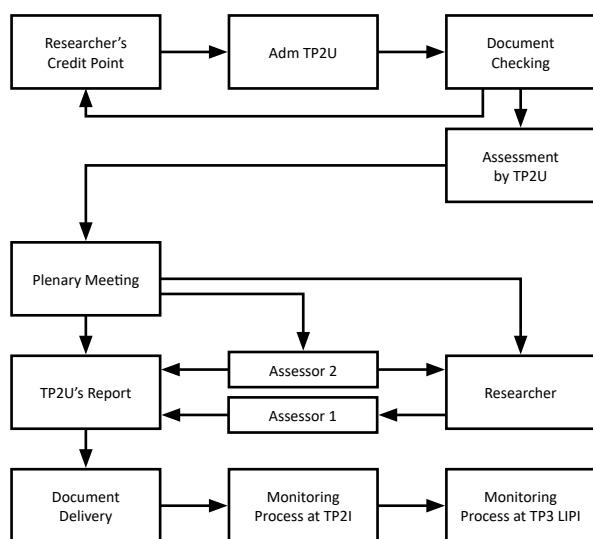 Researcher's
Credit Point
Adm TP2U
Document
Checking
Assessment
by TP2U
Plenary Meeting
TP2U's Report
Assessor 2
Assessor 1
Researcher
Document
Delivery
Monitoring
Process at TP2I
Monitoring
Process at TP3 LIPI